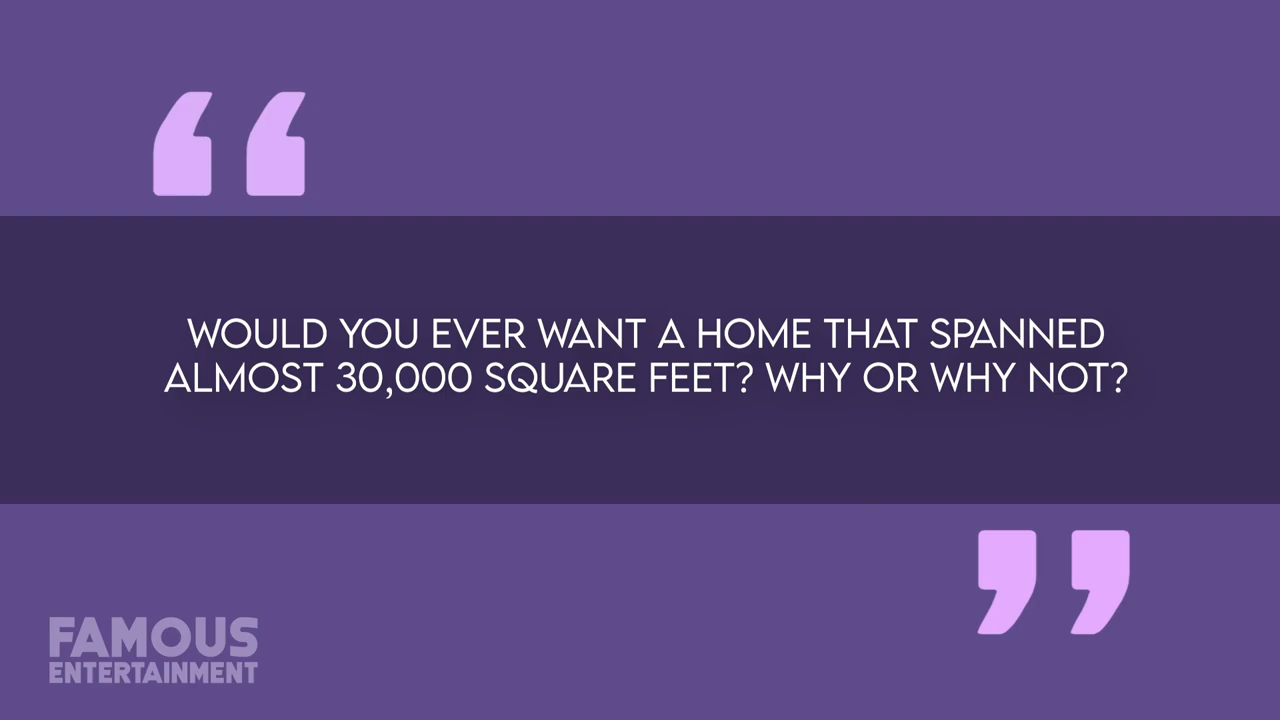 WOULD YOU EVER WANT A HOME THAT SPANNED
ALMOST 30,000 SQUARE FEET? WHY OR WHY NOT?
FAMOUS
ENTERTAINMENT